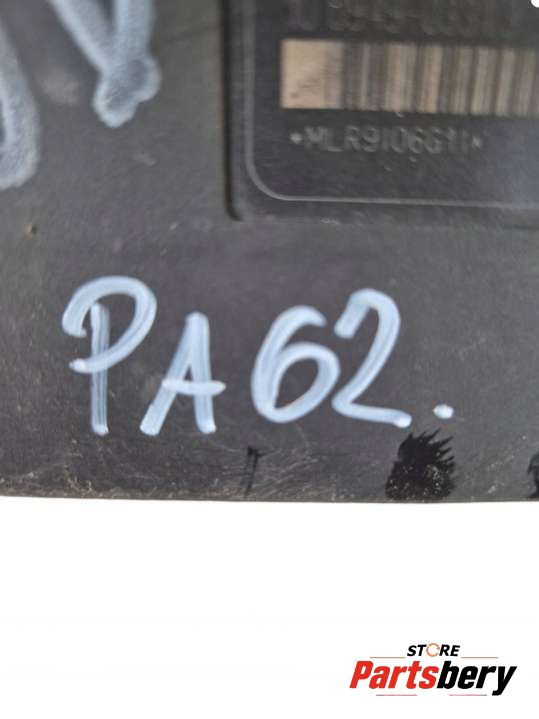 *MLR9106G11*
PA62.
STORE
Partsbery